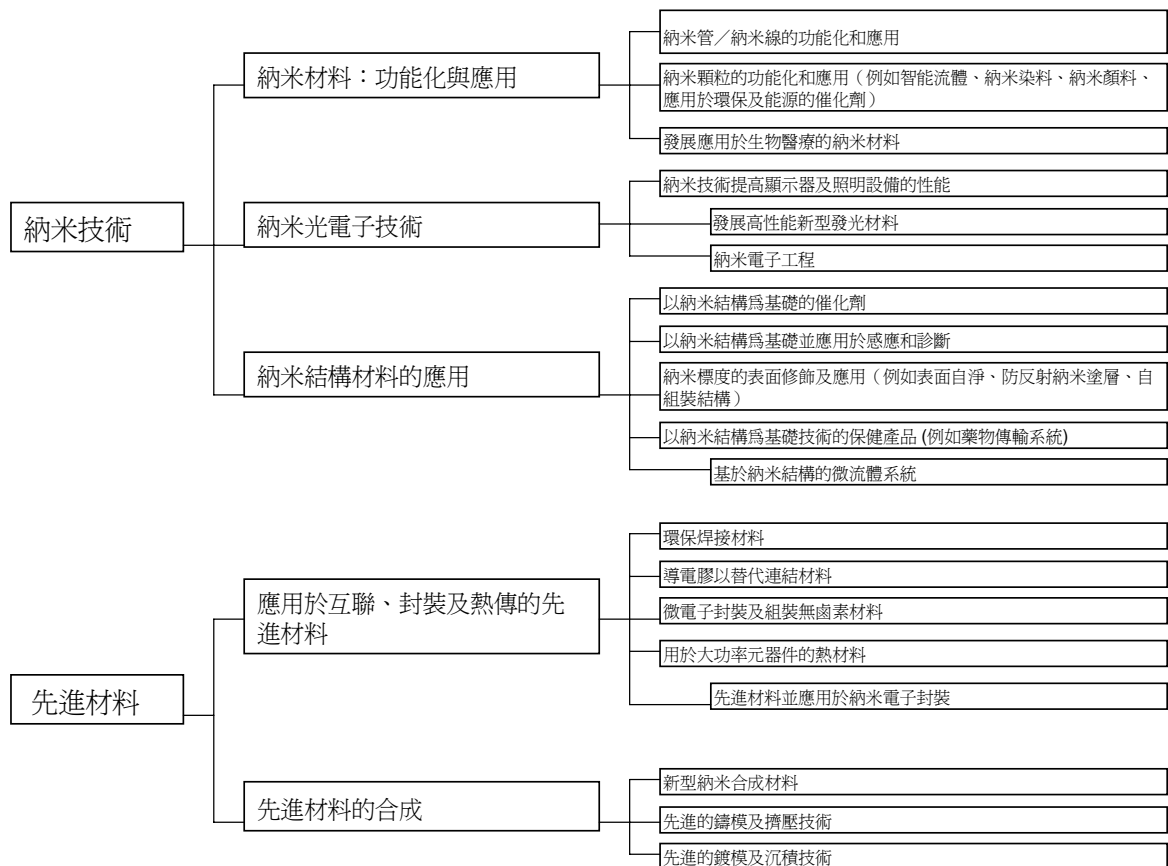 納米管／納米線的功能化和應用
納米材料：功能化與應用
納米顆粒的功能化和應用（例如智能流體、納米染料、納米顏料、
應用於環保及能源的催化劑）
發展應用於生物醫療的納米材料
納米技術
納米光電子技術
納米技術提高顯示器及照明設備的性能
發展高性能新型發光材料
納米電子工程
納米結構材料的應用
以納米結構爲基礎的催化劑
以納米結構爲基礎並應用於感應和診斷
納米標度的表面修飾及應用（例如表面自淨、防反射納米塗層、自
組裝結構）
以納米結構爲基礎技術的保健產品 (例如藥物傳輸系統)
基於納米結構的微流體系統
先進材料
應用於互聯、封裝及熱傳的先
進材料
環保焊接材料
導電膠以替代連結材料
微電子封裝及組裝無鹵素材料
用於大功率元器件的熱材料
先進材料並應用於納米電子封裝
先進材料的合成
新型納米合成材料
先進的鑄模及擠壓技術
先進的鍍模及沉積技術